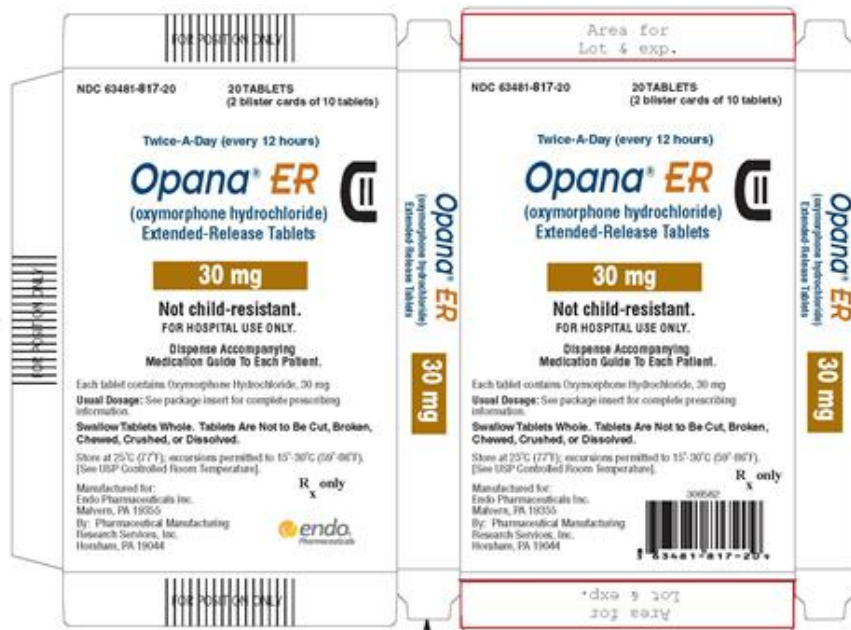 FOR POSITION ONLY
NDC 63481-817-20
20 TABLETS
(2 blister cards of 10 tablets)
Twice-A-Day (every 12 hours)
Opana® ER
CII
(oxymorphone hydrochloride)
Extended-Release Tablets
30 mg
Not child-resistant.
FOR HOSPITAL USE ONLY.
Dispense Accompanying
Medication Guide To Each Patient.
Each tablet contains Oxymorphone Hydrochloride, 30 mg
Usual Dosage: See package insert for complete prescribing
information.
Swallow Tablets Whole. Tablets Are Not to Be Cut, Broken,
Chewed, Crushed, or Dissolved.
Store at 25°C (77°F); excursions permitted to 15°-30°C (59°-86°F).
[See USP Controlled Room Temperature].
Rx only
Manufactured for:
Endo Pharmaceuticals Inc.
Malvern, PA 19355
By: Pharmaceutical Manufacturing
Research Services, Inc.
Horsham, PA 19044
endo.
Pharmaceuticals
FOR POSITION ONLY
FOR POSITION ONLY
Opana® ER
(oxymorphone hydrochloride)
Extended-Release Tablets
30 mg
Area for
Lot & exp.
NDC 63481-817-20
20 TABLETS
(2 blister cards of 10 tablets)
Twice-A-Day (every 12 hours)
Opana® ER
CII
(oxymorphone hydrochloride)
Extended-Release Tablets
30 mg
Not child-resistant.
FOR HOSPITAL USE ONLY.
Dispense Accompanying
Medication Guide To Each Patient.
Each tablet contains Oxymorphone Hydrochloride, 30 mg
Usual Dosage: See package insert for complete prescribing
information.
Swallow Tablets Whole. Tablets Are Not to Be Cut, Broken,
Chewed, Crushed, or Dissolved.
Store at 25°C (77°F); excursions permitted to 15°-30°C (59°-86°F).
[See USP Controlled Room Temperature].
Rx only
Manufactured for:
Endo Pharmaceuticals Inc.
Malvern, PA 19355
By: Pharmaceutical Manufacturing
Research Services, Inc.
Horsham, PA 19044
63481-817-20
Area for
Lot & exp.
Opana® ER
(oxymorphone hydrochloride)
Extended-Release Tablets
30 mg